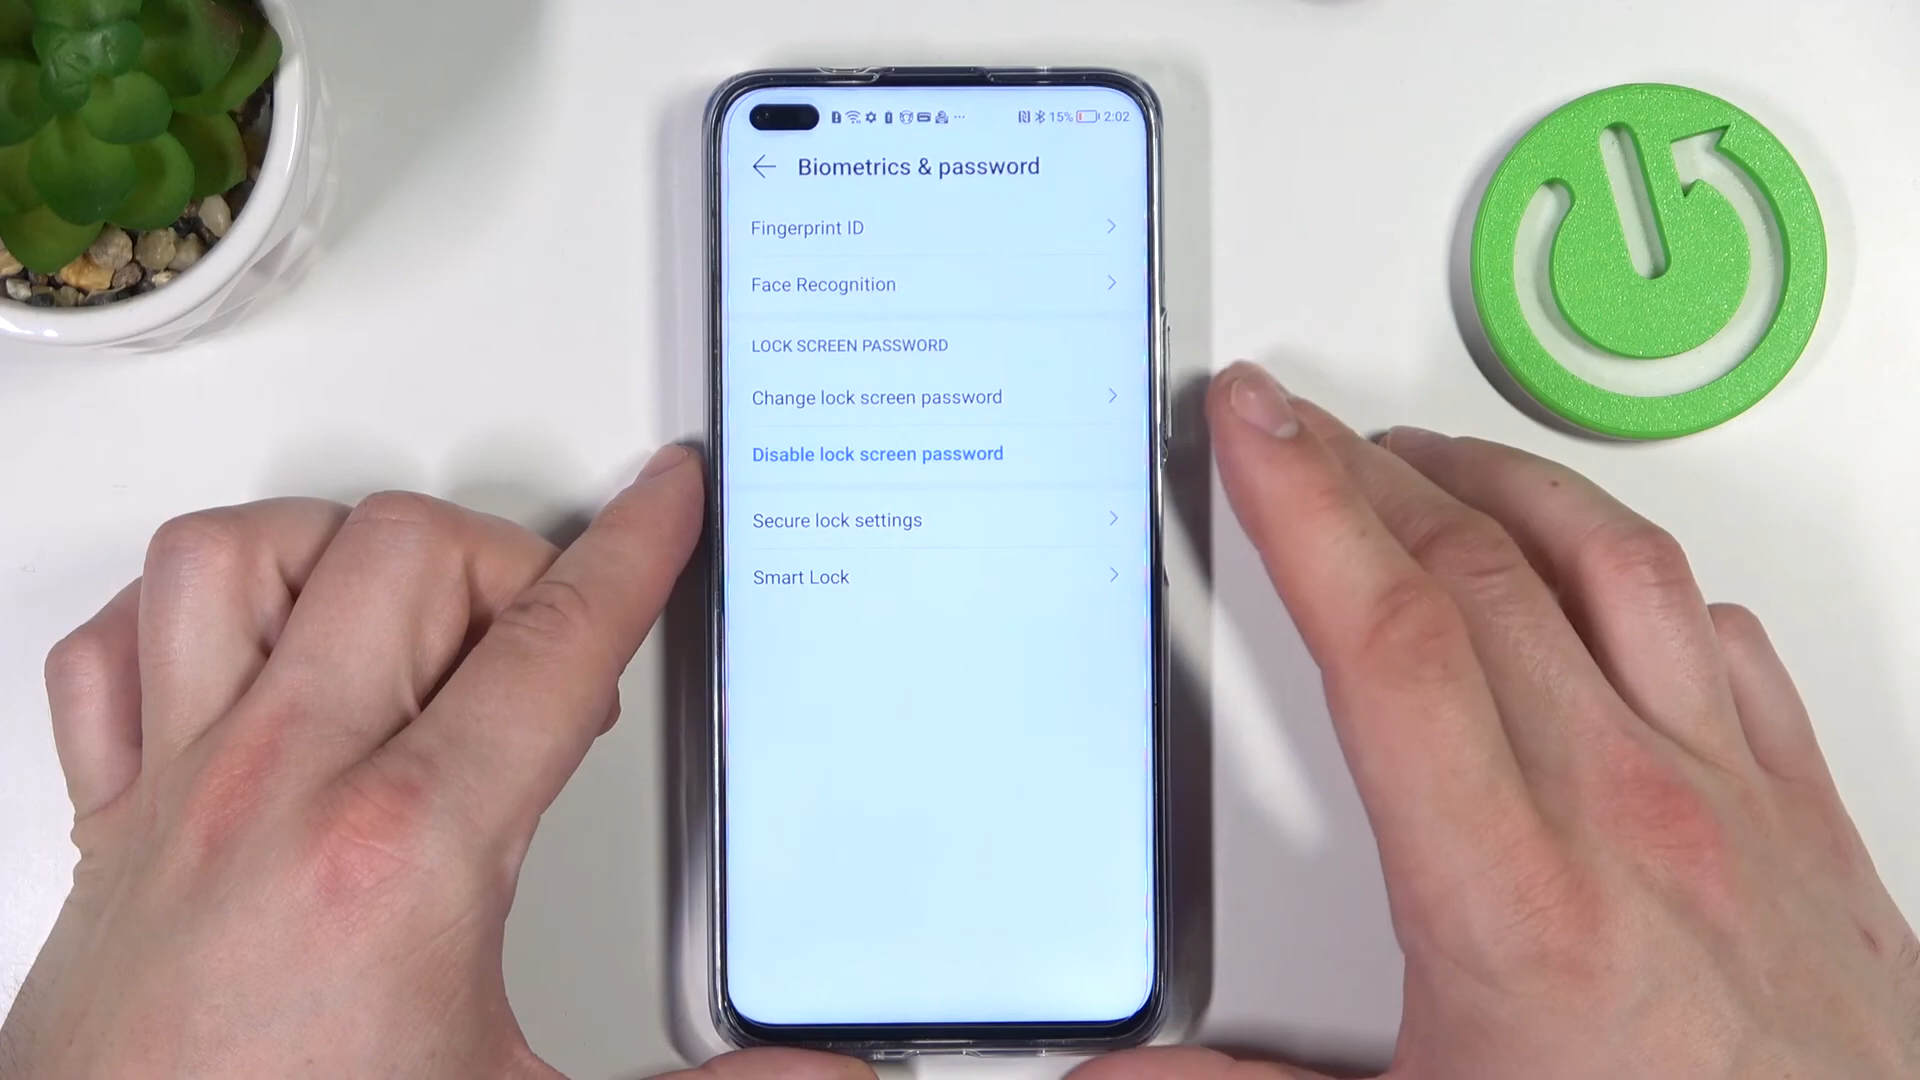 15% 2:02
Biometrics & password
Fingerprint ID
Face Recognition
LOCK SCREEN PASSWORD
Change lock screen password
Disable lock screen password
Secure lock settings
Smart Lock